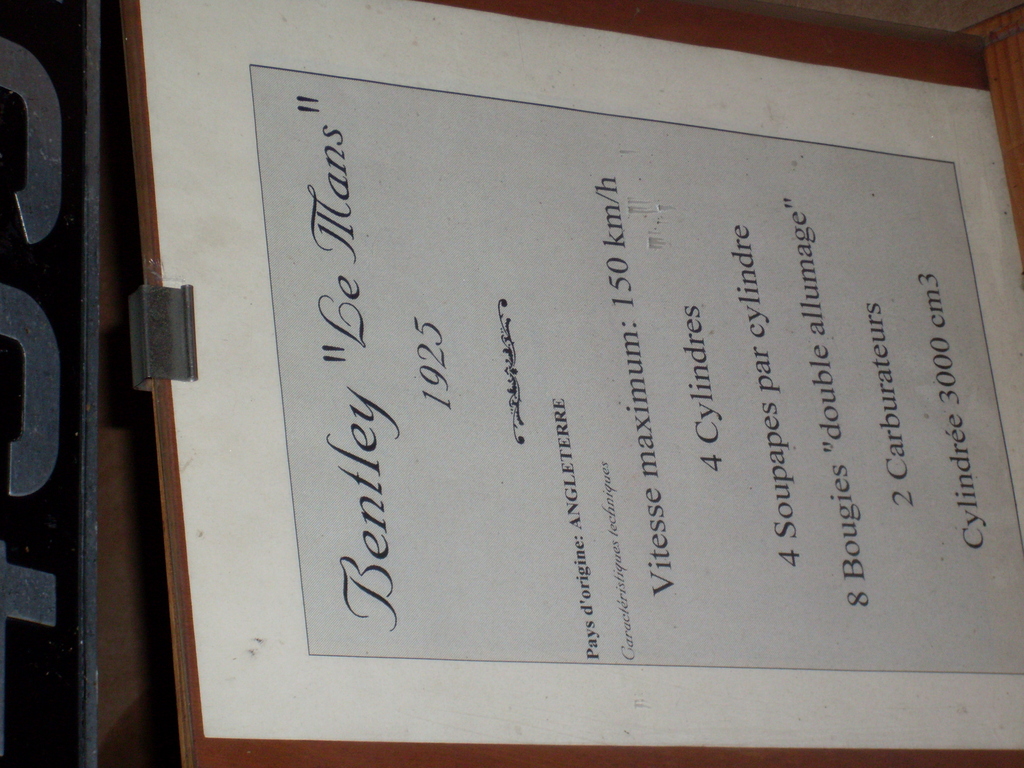 Bentley "Le Mans"
1925
Pays d'origine: ANGLETERRE
Caractéristiques techniques
Vitesse maximum: 150 km/h
4 Cylindres
4 Soupapes par cylindre
8 Bougies "double allumage"
2 Carburateurs
Cylindrée 3000 cm3